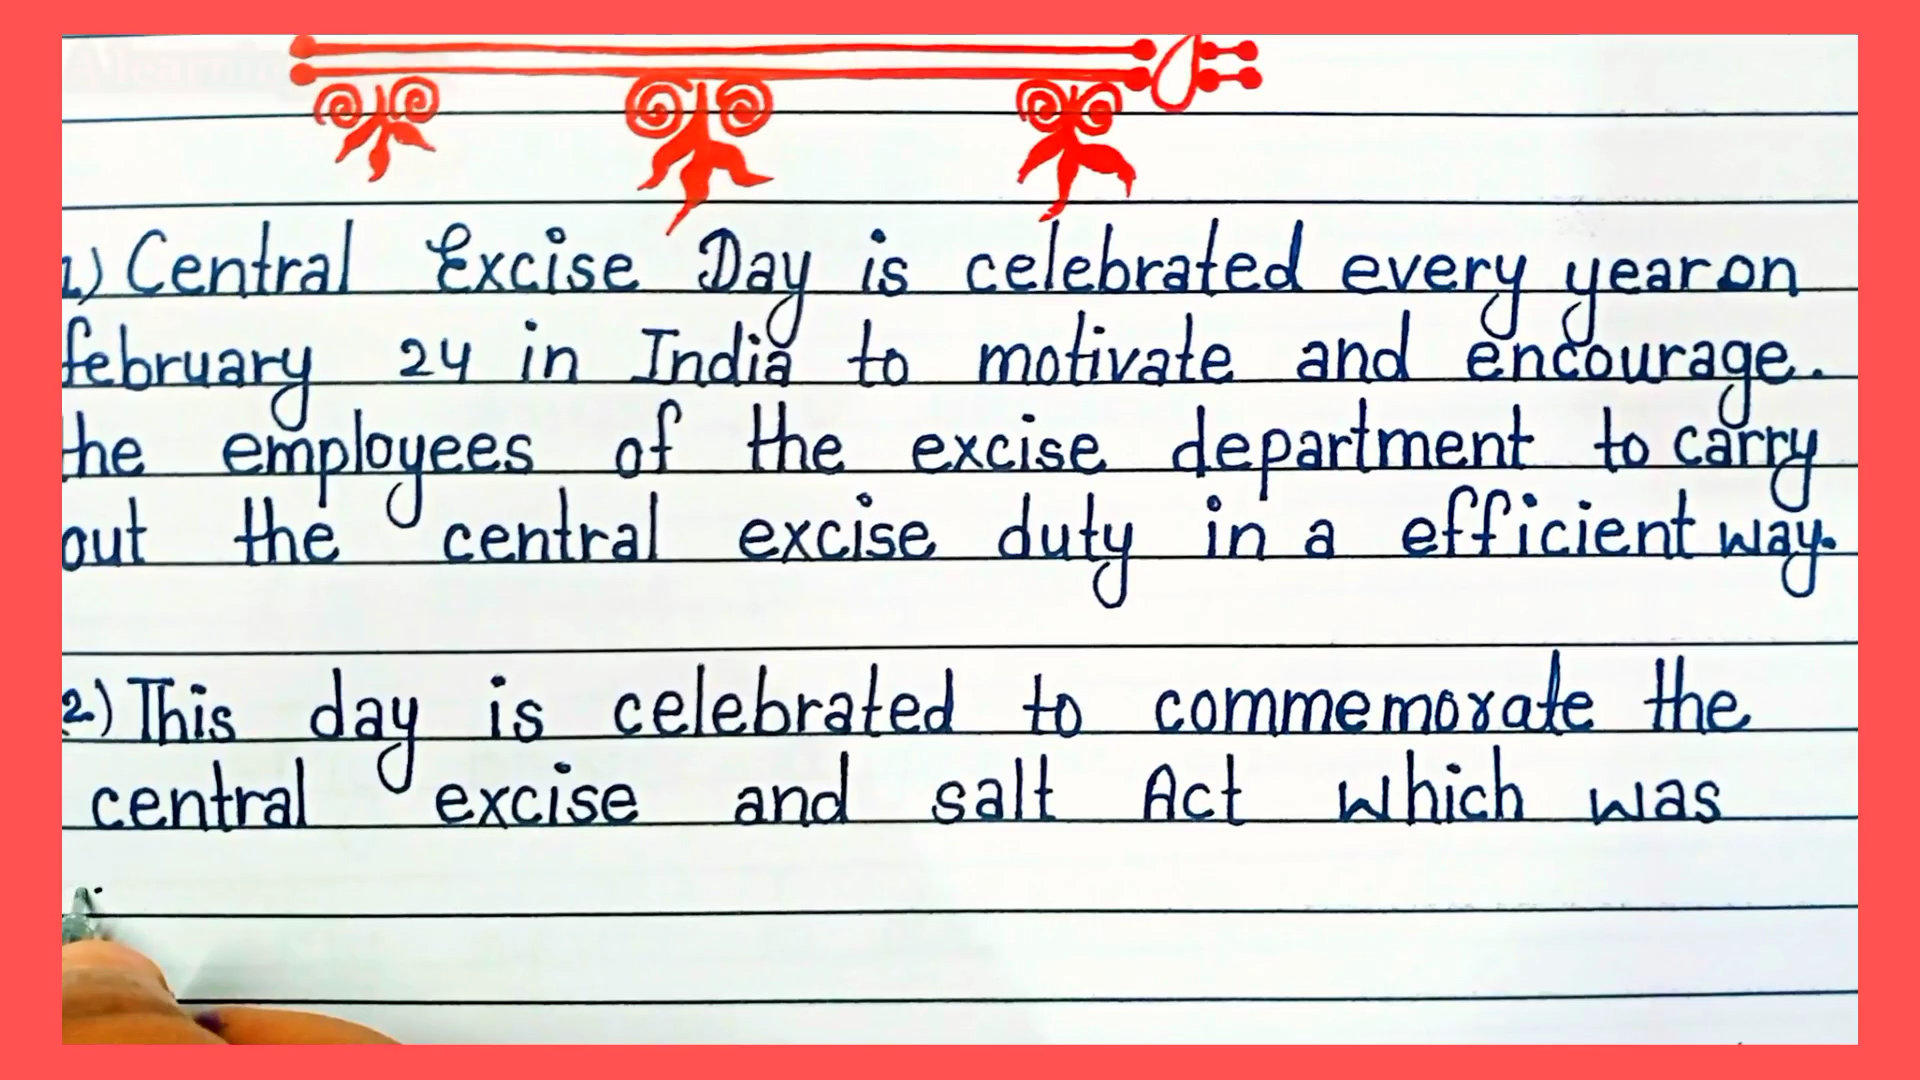 1) Central Excise Day is celebrated every year on
february 24 in India to motivate and encourage.
the employees of the excise department to carry
out the central excise duty in a efficient way.
2) This day is celebrated to commemorate the
central excise and salt Act which was